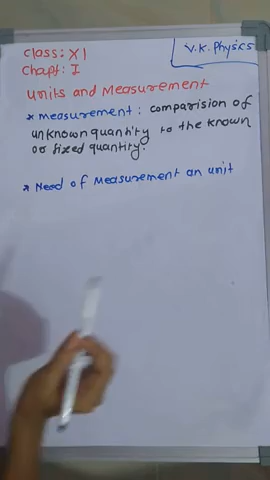 Class: XI
V.K. Physics
Chapt: I
Units and Measurement
* Measurement: Comparision of
unknown quantity to the known
or fixed quantity.
* Need of Measurement an unit